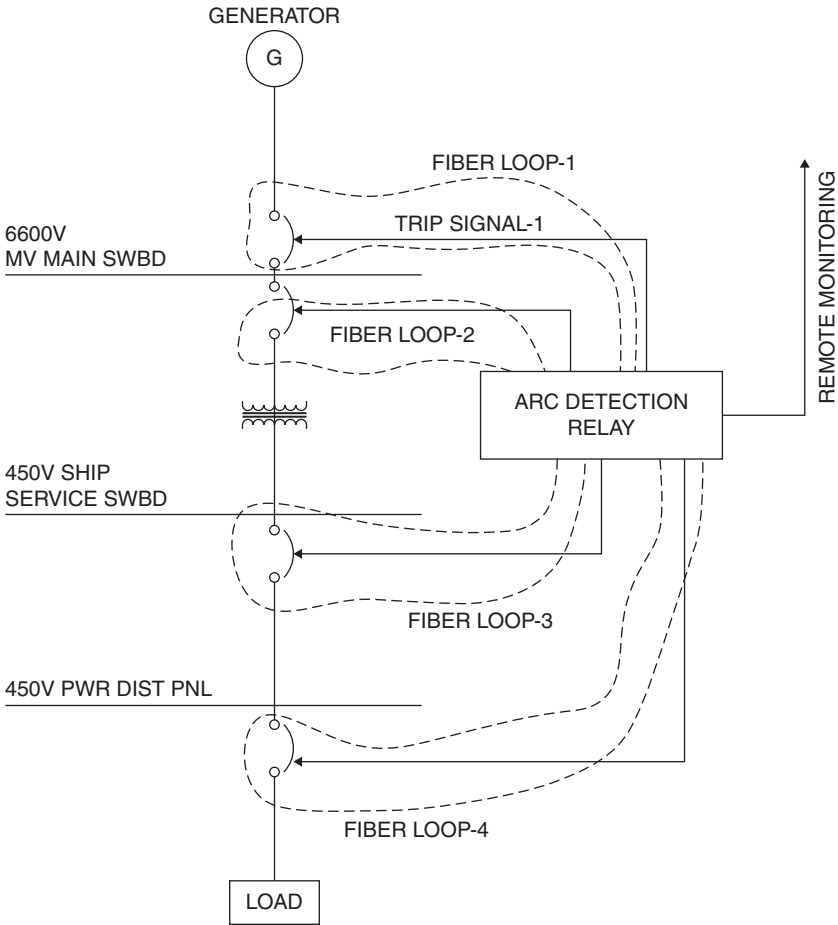 GENERATOR
G
FIBER LOOP-1
TRIP SIGNAL-1
6600V
MV MAIN SWBD
FIBER LOOP-2
REMOTE MONITORING
ARC DETECTION
RELAY
450V SHIP
SERVICE SWBD
FIBER LOOP-3
450V PWR DIST PNL
FIBER LOOP-4
LOAD